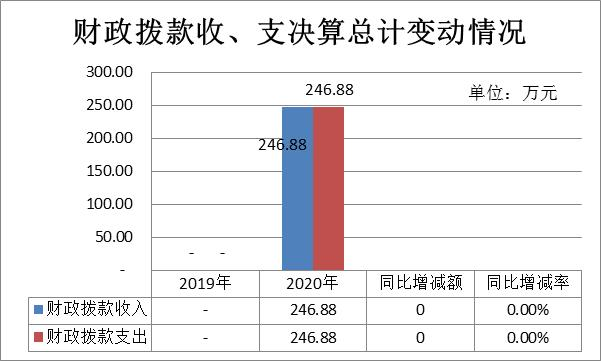 财政拨款收、支决算总计变动情况
单位：万元
300.00
250.00
200.00
150.00
100.00
50.00
-
246.88
246.88
- -
2019年 2020年 同比增减额 同比增减率
财政拨款收入 - 246.88 0 0.00%
财政拨款支出 - 246.88 0 0.00%